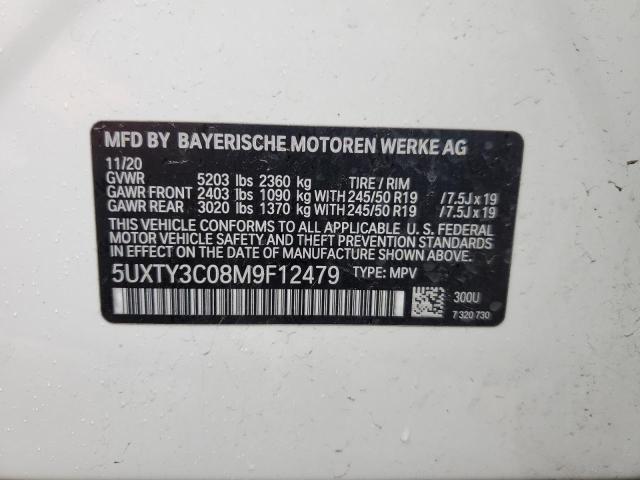 MFD BY BAYERISCHE MOTOREN WERKE AG
11/20
GVWR 5203 lbs 2360 kg TIRE / RIM
GAWR FRONT 2403 lbs 1090 kg WITH 245/50 R19 / 7.5J x 19
GAWR REAR 3020 lbs 1370 kg WITH 245/50 R19 / 7.5J x 19
THIS VEHICLE CONFORMS TO ALL APPLICABLE U. S. FEDERAL
MOTOR VEHICLE SAFETY AND THEFT PREVENTION STANDARDS
IN EFFECT ON THE DATE OF MANUFACTURE SHOWN ABOVE.
5UXTY3C08M9F12479 TYPE: MPV
300U
7 320 730